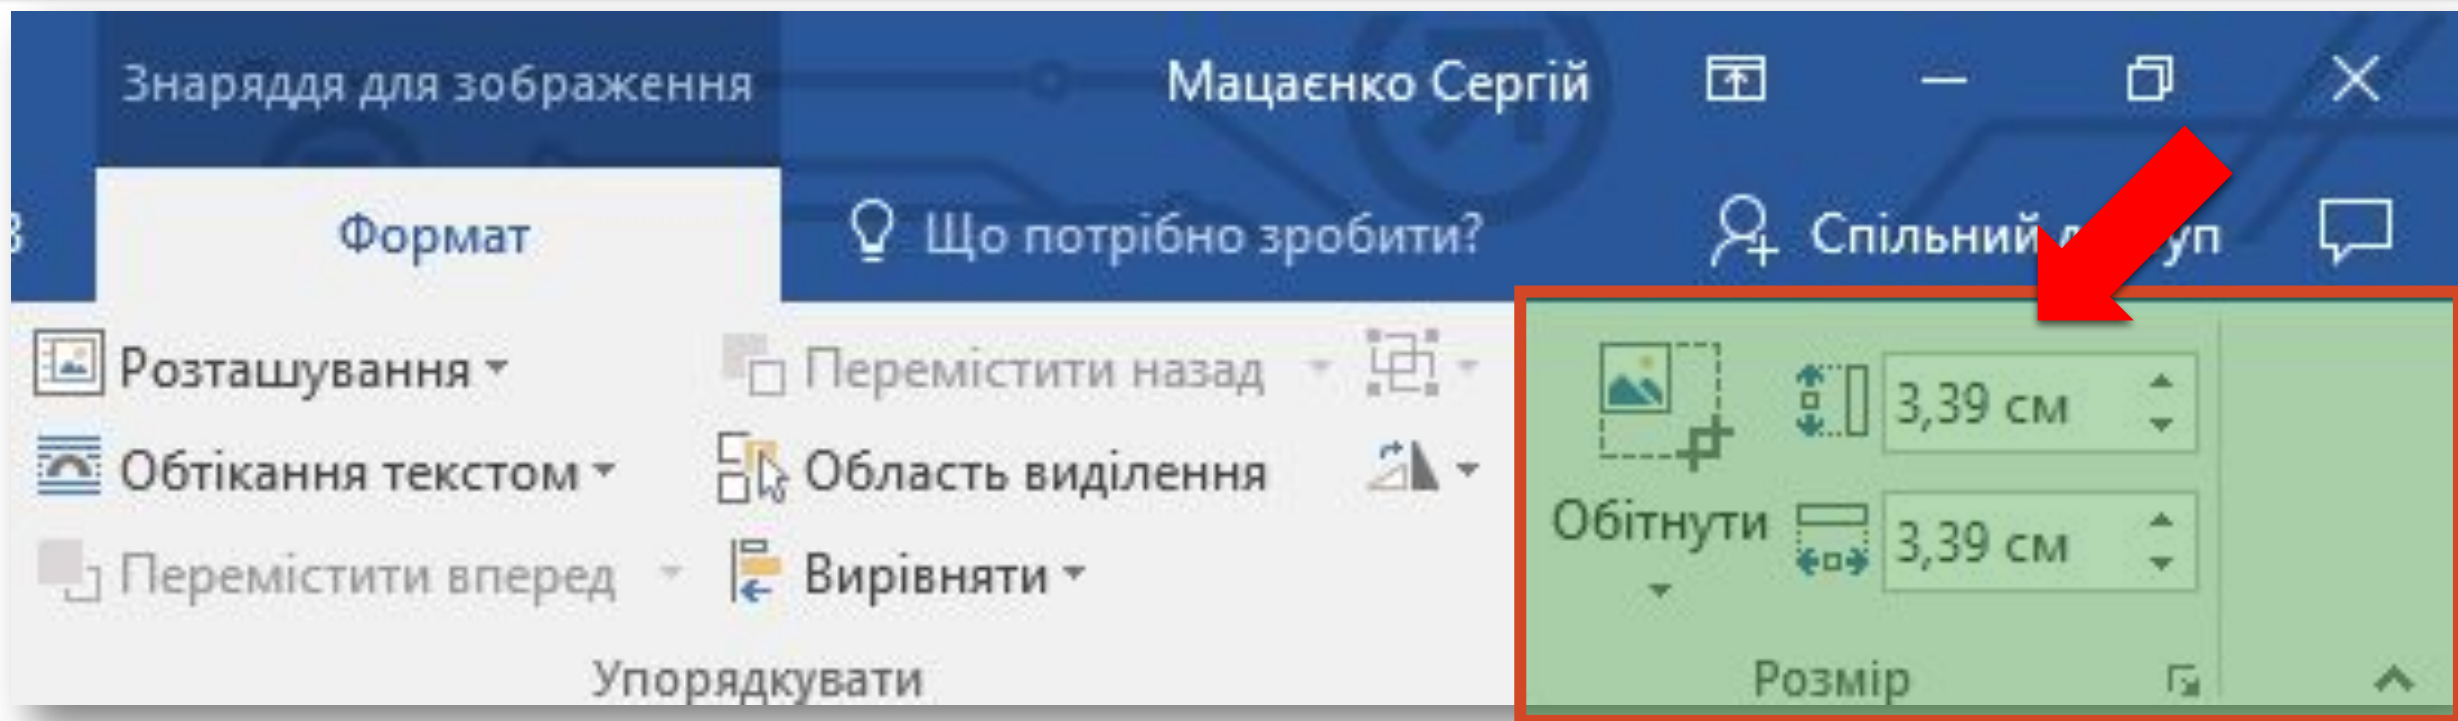 Знаряддя для зображення
Мацаєнко Сергій
Формат
Що потрібно зробити?
Спільний
Розташування
Обтікання текстом
Перемістити вперед
Перемістити назад
Область виділення
Вирівняти
Упорядкувати
Обітнути
3,39 см
3,39 см
Розмір